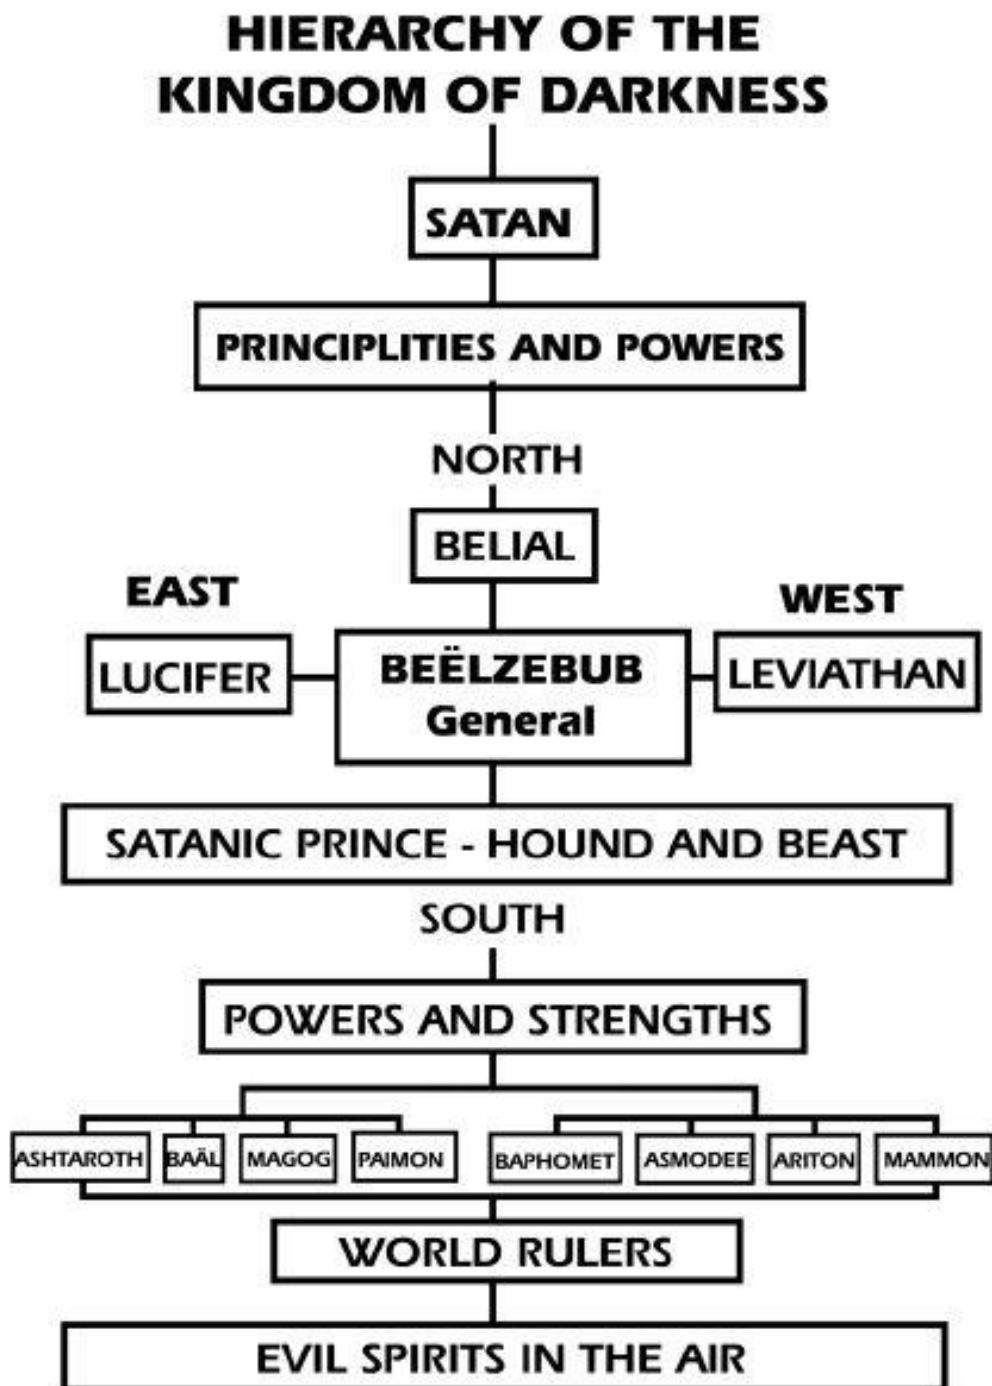 HIERARCHY OF THE
KINGDOM OF DARKNESS
SATAN
PRINCIPLITIES AND POWERS
NORTH
BELIAL
EAST
WEST
LUCIFER
BEËLZEBUB
General
LEVIATHAN
SATANIC PRINCE - HOUND AND BEAST
SOUTH
POWERS AND STRENGTHS
ASHTAROTH
BAÄL
MAGOG
PAIMON
BAPHOMET
ASMODEE
ARITON
MAMMON
WORLD RULERS
EVIL SPIRITS IN THE AIR